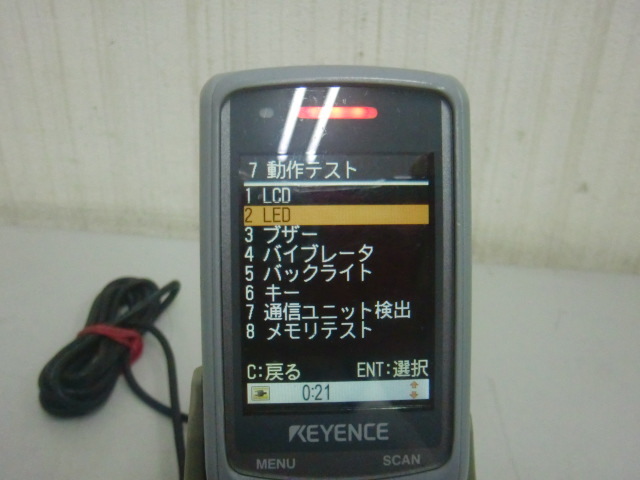 7 動作テスト
1 LCD
2 LED
3 ブザー
4 バイブレータ
5 バックライト
6 キー
7 通信ユニット検出
8 メモリテスト
C:戻る ENT:選択
0:21
KEYENCE
MENU SCAN